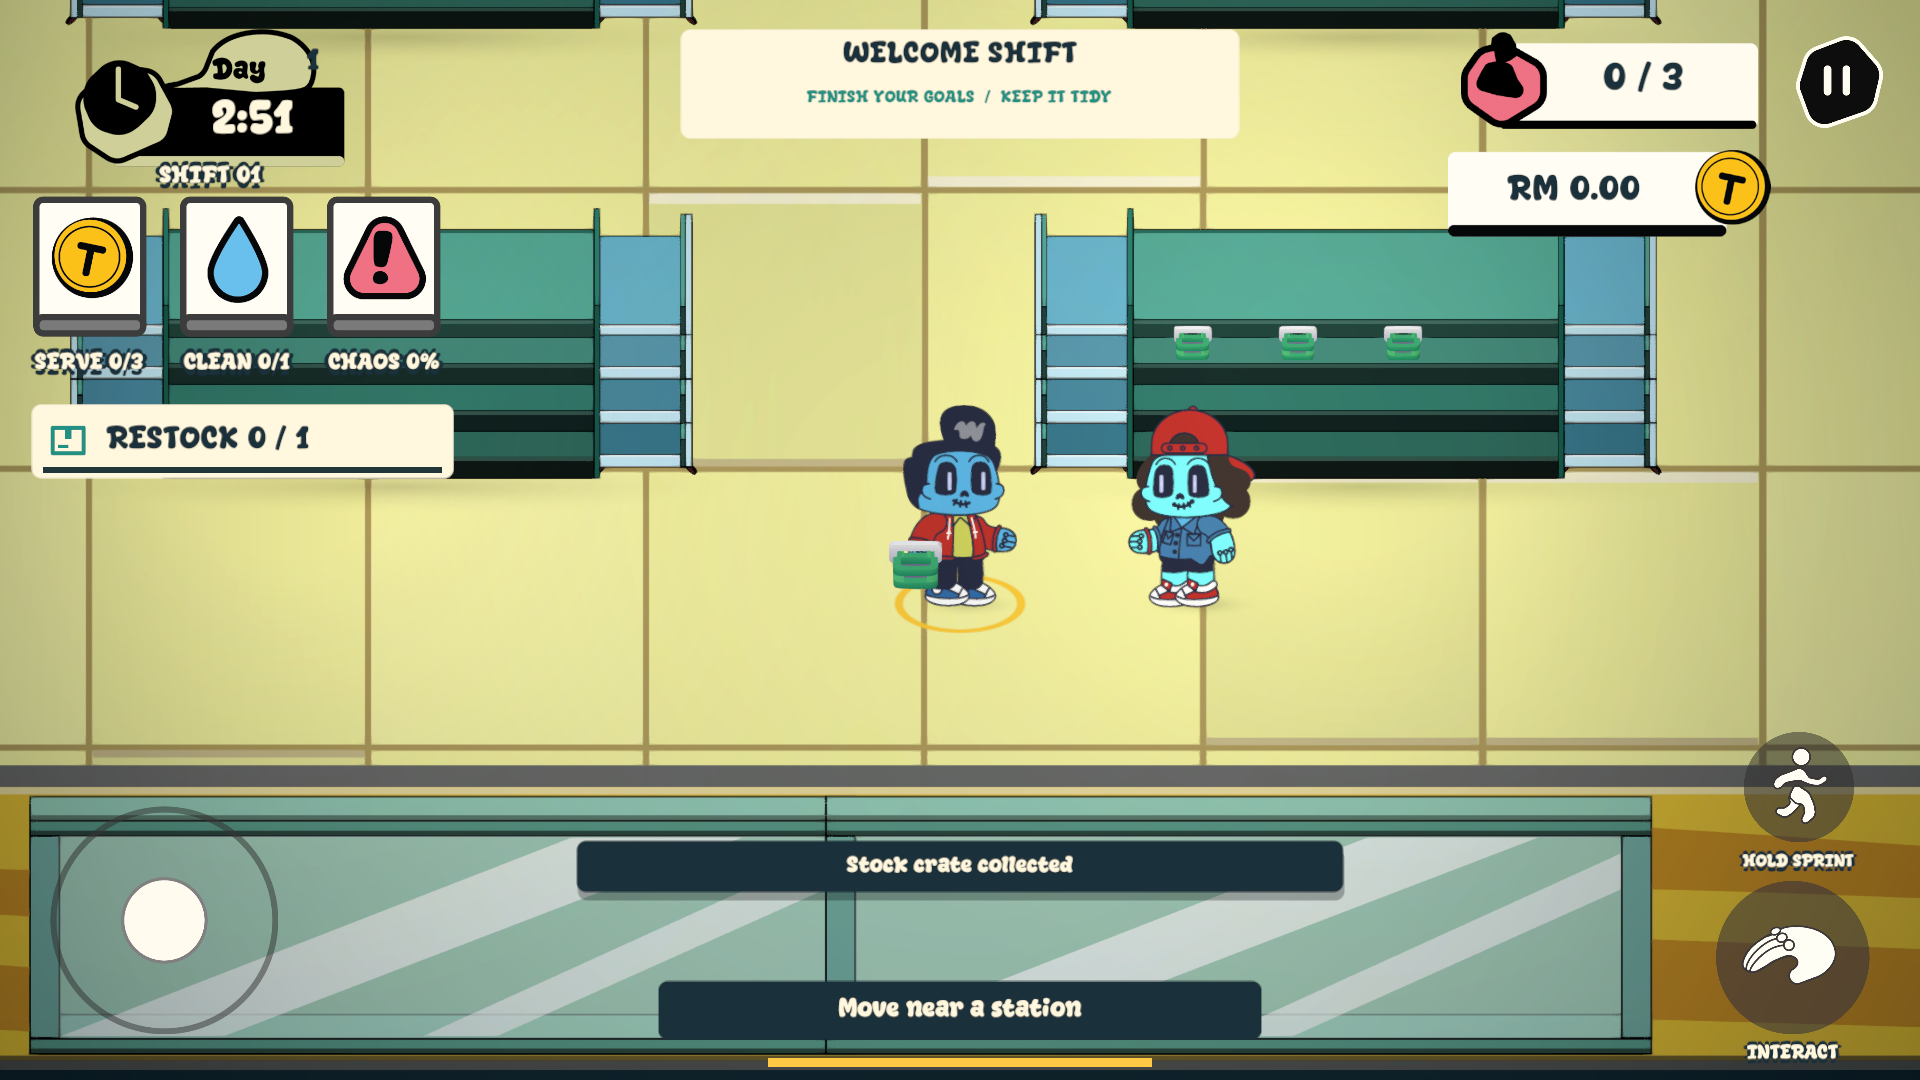 Day 1
2:51
SHIFT 01
WELCOME SHIFT
FINISH YOUR GOALS / KEEP IT TIDY
0 / 3
RM 0.00
T
T
SERVE 0/3
CLEAN 0/1
CHAOS 0%
RESTOCK 0 / 1
Stock crate collected
Move near a station
HOLD SPRINT
INTERACT